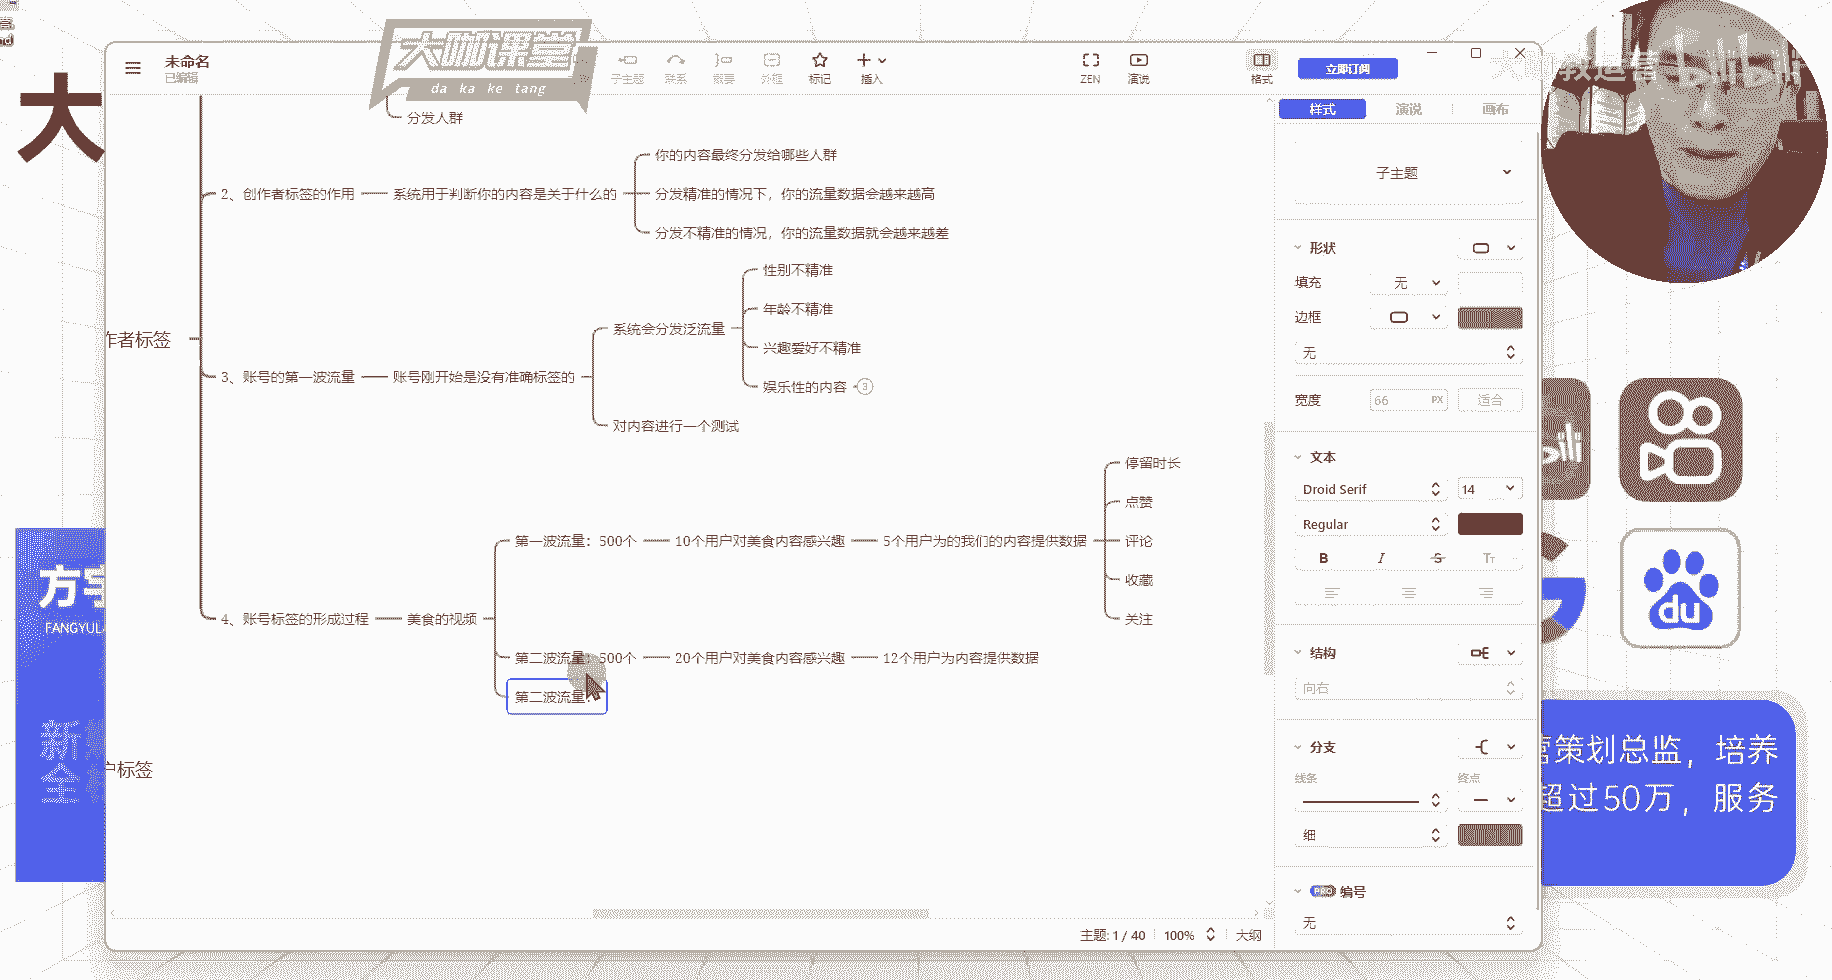 大咖课堂
da ka ke tang
未命名
已编辑
子主题
联系
概要
外框
标记
插入
ZEN
演说
格式
立即订阅
bilibili
大
样式
演说
画布
分发人群
2、创作者标签的作用
系统用于判断你的内容是关于什么的
你的内容最终分发给哪些人群
分发精准的情况下，你的流量数据会越来越高
分发不精准的情况，你的流量数据就会越来越差
作者标签
3、账号的第一波流量
账号刚开始是没有准确标签的
系统会分发泛流量
性别不精准
年龄不精准
兴趣爱好不精准
娱乐性的内容
3
对内容进行一个测试
4、账号标签的形成过程
美食的视频
第一波流量：500个
10个用户对美食内容感兴趣
5个用户为的我们的内容提供数据
停留时长
点赞
评论
收藏
关注
第二波流量：500个
20个用户对美食内容感兴趣
12个用户为内容提供数据
第二波流量：
户标签
子主题
形状
填充
无
边框
无
宽度
66
PX
适合
文本
Droid Serif
14
Regular
B
I
S
Tт
结构
向右
分支
线条
终点
细
PRO
编号
无
主题: 1 / 40
100%
大纲
方
FANGYU
新
全
du
营策划总监，培养
超过50万，服务